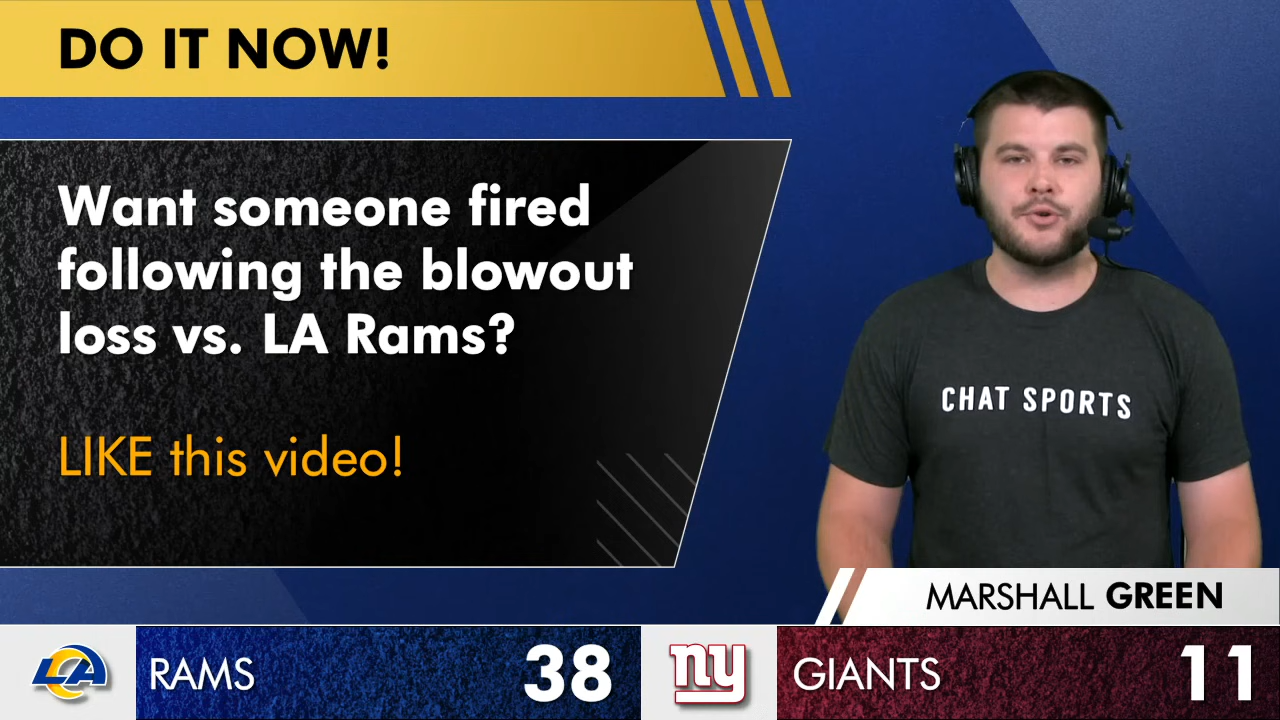 DO IT NOW!
Want someone fired
following the blowout
loss vs. LA Rams?
LIKE this video!
CHAT SPORTS
MARSHALL GREEN
LA RAMS 38 ny GIANTS 11